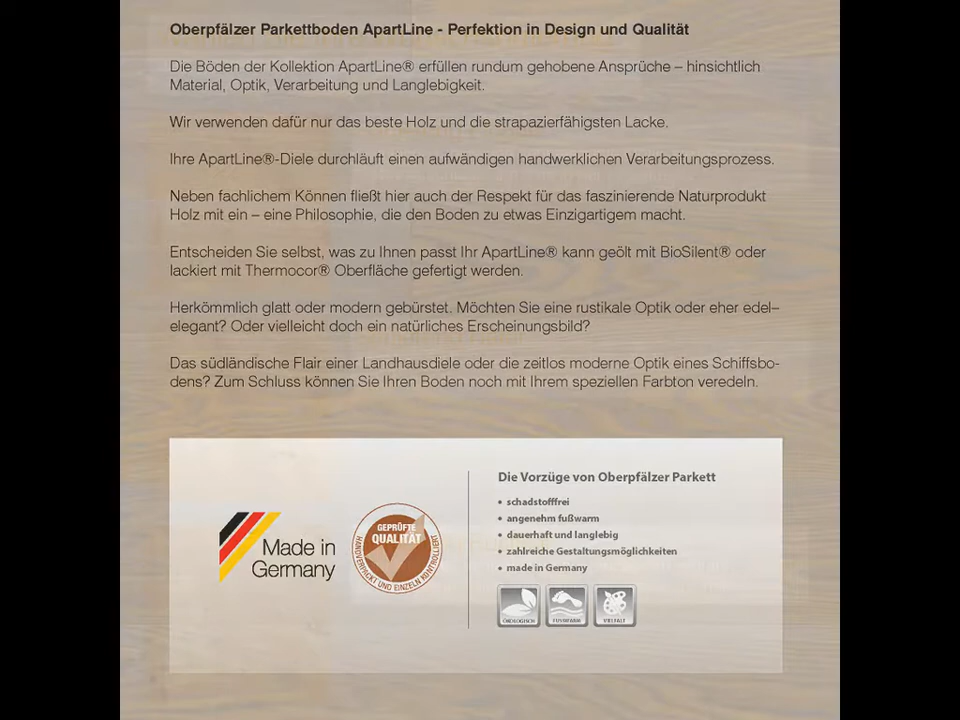 Oberpfälzer Parkettboden ApartLine - Perfektion in Design und Qualität
Die Böden der Kollektion ApartLine® erfüllen rundum gehobene Ansprüche – hinsichtlich
Material, Optik, Verarbeitung und Langlebigkeit.
Wir verwenden dafür nur das beste Holz und die strapazierfähigsten Lacke.
Ihre ApartLine®-Diele durchläuft einen aufwändigen handwerklichen Verarbeitungsprozess.
Neben fachlichem Können fließt hier auch der Respekt für das faszinierende Naturprodukt
Holz mit ein – eine Philosophie, die den Boden zu etwas Einzigartigem macht.
Entscheiden Sie selbst, was zu Ihnen passt Ihr ApartLine® kann geölt mit BioSilent® oder
lackiert mit Thermocor® Oberfläche gefertigt werden.
Herkömmlich glatt oder modern gebürstet. Möchten Sie eine rustikale Optik oder eher edel–
elegant? Oder vielleicht doch ein natürliches Erscheinungsbild?
Das südländische Flair einer Landhausdiele oder die zeitlos moderne Optik eines Schiffsbo-
dens? Zum Schluss können Sie Ihren Boden noch mit Ihrem speziellen Farbton veredeln.
Made in
Germany
GEPRÜFTE
QUALITÄT
HANDVERPACKT UND EINZELN KONTROLLIERT
Die Vorzüge von Oberpfälzer Parkett
• schadstofffrei
• angenehm fußwarm
• dauerhaft und langlebig
• zahlreiche Gestaltungsmöglichkeiten
• made in Germany
ÖKOLOGISCH
FUSSWARM
VIELFALT